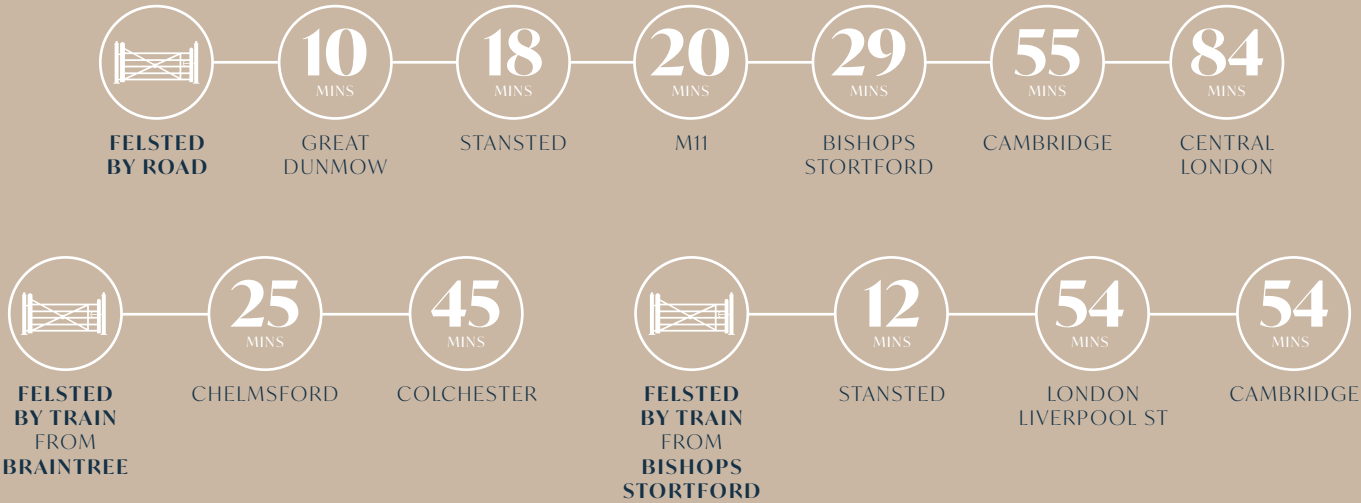 FELSTED
BY ROAD
10
MINS
GREAT
DUNMOW
18
MINS
STANSTED
20
MINS
M11
29
MINS
BISHOPS
STORTFORD
55
MINS
CAMBRIDGE
84
MINS
CENTRAL
LONDON
FELSTED
BY TRAIN
FROM
BRAINTREE
25
MINS
CHELMSFORD
45
MINS
COLCHESTER
FELSTED
BY TRAIN
FROM
BISHOPS
STORTFORD
12
MINS
STANSTED
54
MINS
LONDON
LIVERPOOL ST
54
MINS
CAMBRIDGE